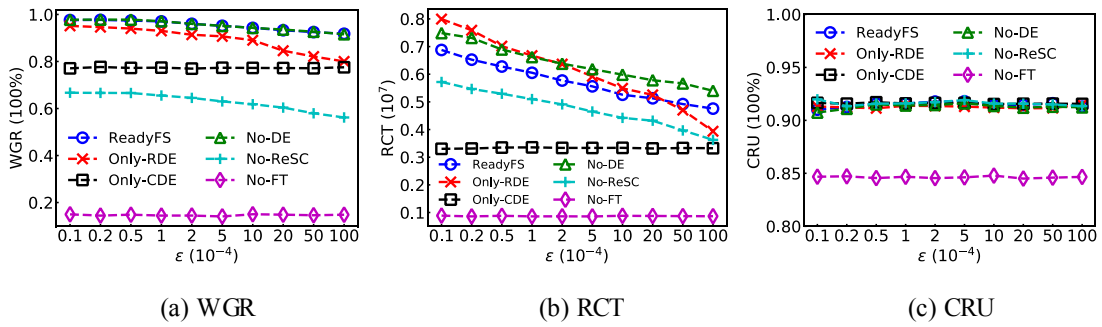 1.0
0.8
0.6
0.4
0.2
WGR (100%)
ReadyFS
Only-RDE
Only-CDE
No-DE
No-ReSC
No-FT
0.1 0.2 0.5 1 2 5 10 20 50 100
ε (10⁻⁴)
(a) WGR
0.8
0.7
0.6
0.5
0.4
0.3
0.2
0.1
RCT (10⁷)
ReadyFS
Only-RDE
Only-CDE
No-DE
No-ReSC
No-FT
0.1 0.2 0.5 1 2 5 10 20 50 100
ε (10⁻⁴)
(b) RCT
1.00
0.95
0.90
0.85
0.80
CRU (100%)
ReadyFS
Only-RDE
Only-CDE
No-DE
No-ReSC
No-FT
0.1 0.2 0.5 1 2 5 10 20 50 100
ε (10⁻⁴)
(c) CRU